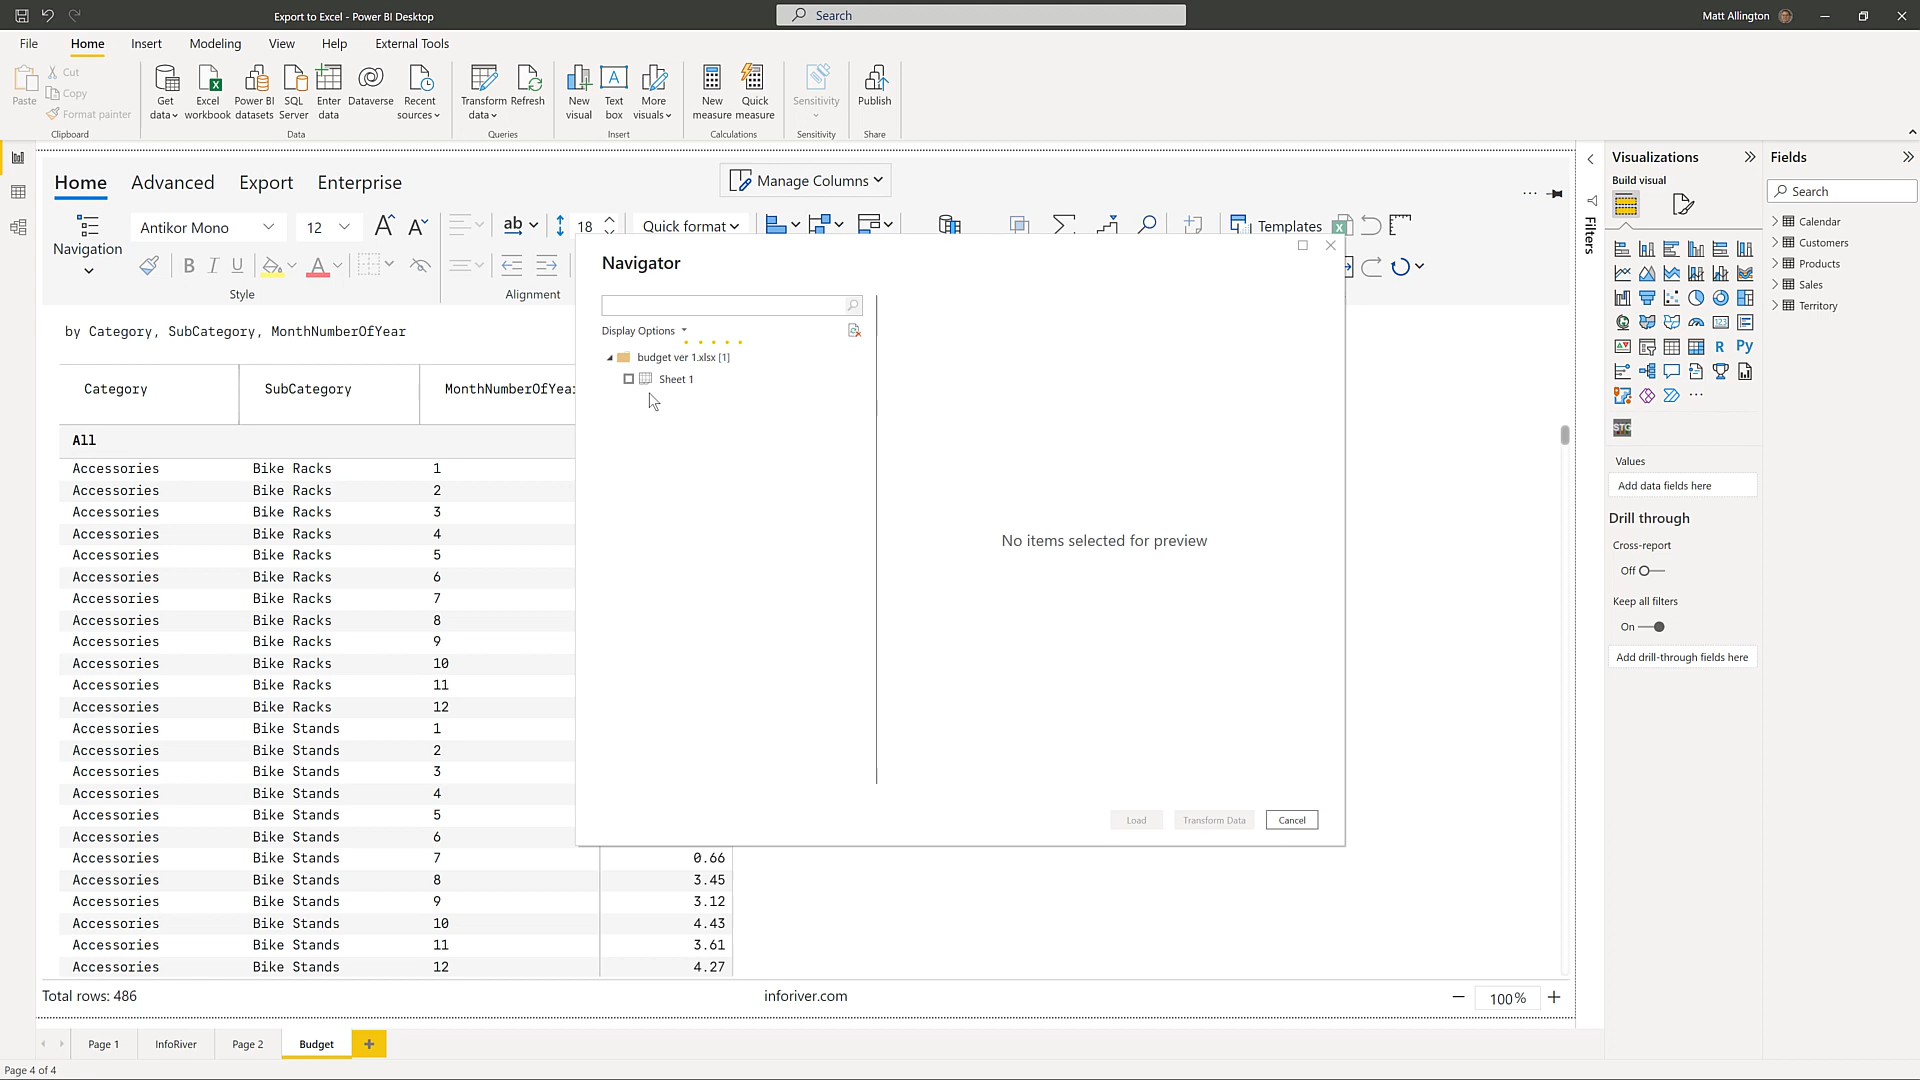 Export to Excel - Power BI Desktop
Search
Matt Allington
File Home Insert Modeling View Help External Tools
Paste
Cut
Copy
Format painter
Clipboard
Get data
Excel workbook
Power BI datasets
SQL Server
Enter data
Dataverse
Recent sources
Data
Transform data
Refresh
Queries
New visual
Text box
More visuals
Insert
New measure
Quick measure
Calculations
Sensitivity
Sensitivity
Publish
Share
Home Advanced Export Enterprise
Manage Columns
Navigation
Antikor Mono
12
ab
18
Quick format
Templates
B I U
Style
Alignment
by Category, SubCategory, MonthNumberOfYear
Category SubCategory MonthNumberOfYear
All
Accessories Bike Racks 1
Accessories Bike Racks 2
Accessories Bike Racks 3
Accessories Bike Racks 4
Accessories Bike Racks 5
Accessories Bike Racks 6
Accessories Bike Racks 7
Accessories Bike Racks 8
Accessories Bike Racks 9
Accessories Bike Racks 10
Accessories Bike Racks 11
Accessories Bike Racks 12
Accessories Bike Stands 1
Accessories Bike Stands 2
Accessories Bike Stands 3
Accessories Bike Stands 4
Accessories Bike Stands 5
Accessories Bike Stands 6
Accessories Bike Stands 7 0.66
Accessories Bike Stands 8 3.45
Accessories Bike Stands 9 3.12
Accessories Bike Stands 10 4.43
Accessories Bike Stands 11 3.61
Accessories Bike Stands 12 4.27
Total rows: 486
inforiver.com
100%
Navigator
Display Options
budget ver 1.xlsx [1]
Sheet 1
No items selected for preview
Load
Transform Data
Cancel
Filters
Visualizations
Build visual
R
Py
STG
Values
Add data fields here
Drill through
Cross-report
Off
Keep all filters
On
Add drill-through fields here
Fields
Search
Calendar
Customers
Products
Sales
Territory
Page 1
InfoRiver
Page 2
Budget
Page 4 of 4